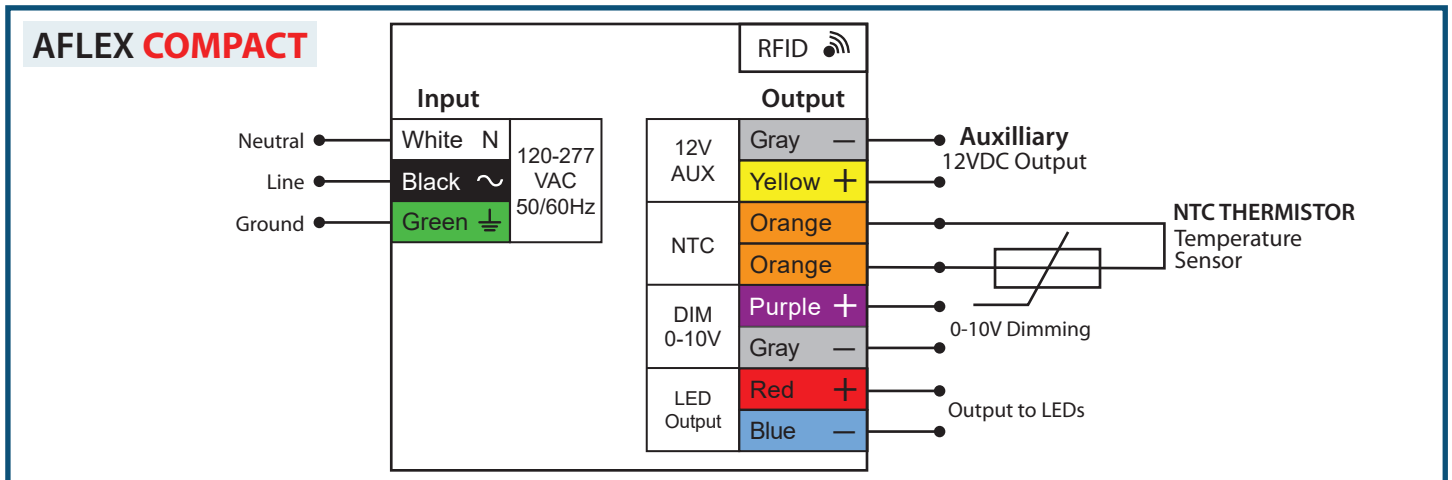 AFLEX COMPACT
RFID
Input
Output
Neutral
White N
Line
Black ~
Ground
Green
120-277
VAC
50/60Hz
12V
AUX
Gray —
Yellow +
Auxilliary
12VDC Output
NTC
Orange
Orange
NTC THERMISTOR
Temperature
Sensor
DIM
0-10V
Purple +
Gray —
0-10V Dimming
LED
Output
Red +
Blue —
Output to LEDs